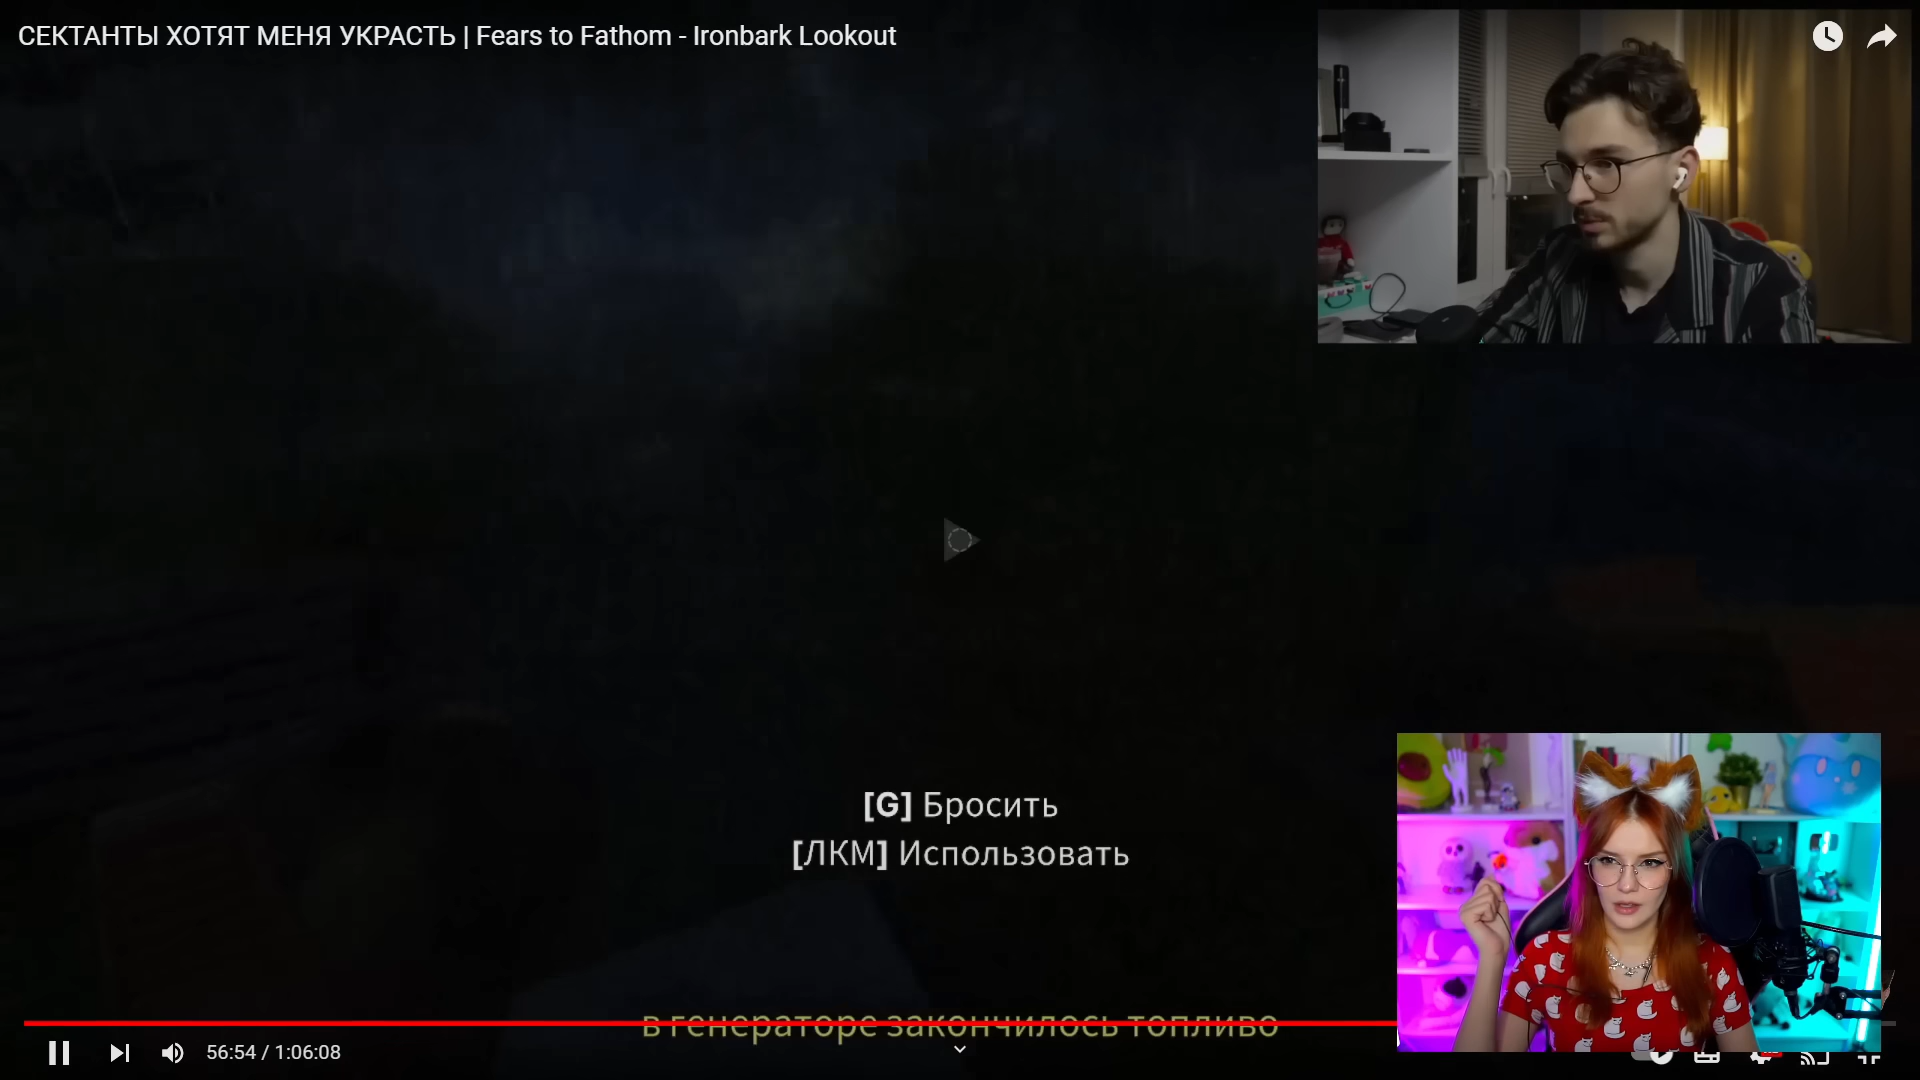 СЕКТАНТЫ ХОТЯТ МЕНЯ УКРАСТЬ | Fears to Fathom - Ironbark Lookout
[G] Бросить
[ЛКМ] Использовать
в генераторе закончилось топливо
56:54 / 1:06:08